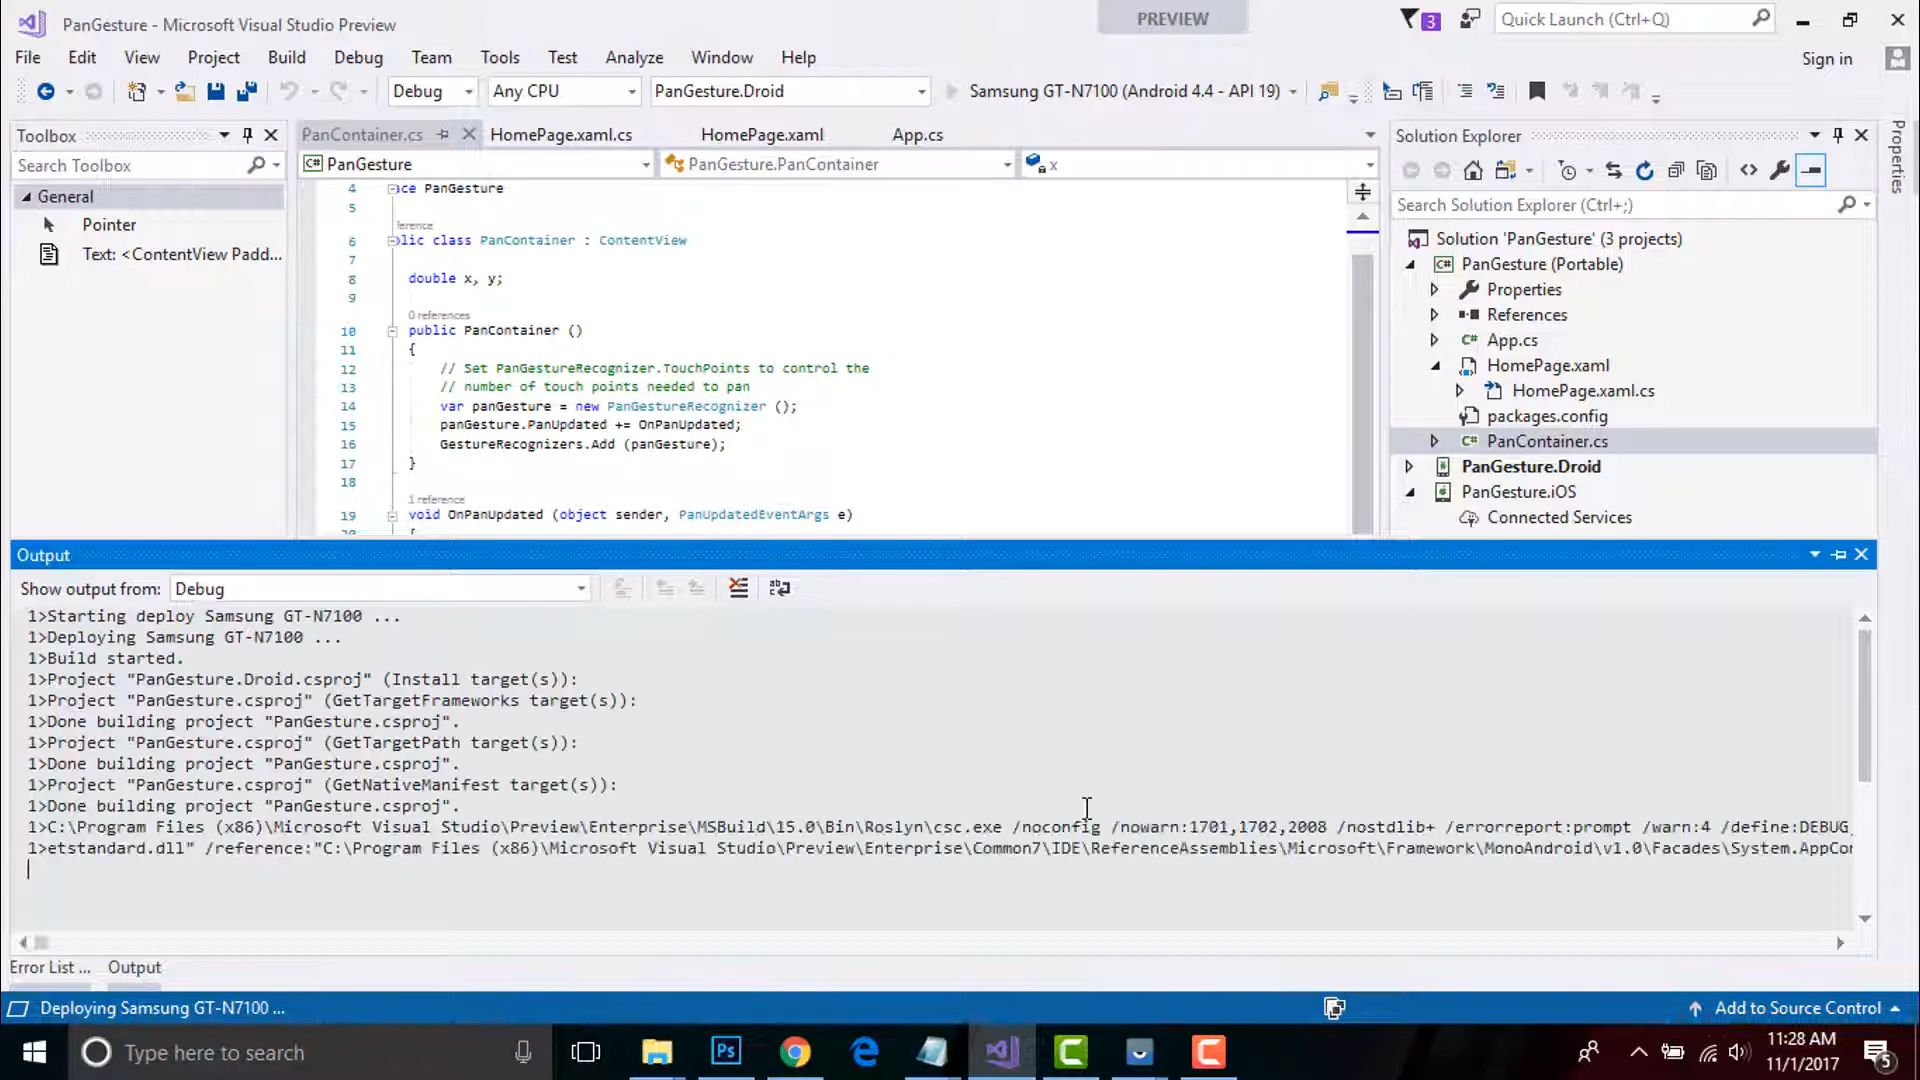 PanGesture - Microsoft Visual Studio Preview
PREVIEW
3
Quick Launch (Ctrl+Q)
File Edit View Project Build Debug Team Tools Test Analyze Window Help
Sign in
Debug Any CPU PanGesture.Droid Samsung GT-N7100 (Android 4.4 - API 19)
Toolbox
Search Toolbox
General
Pointer
Text: <ContentView Padd...
PanContainer.cs HomePage.xaml.cs HomePage.xaml App.cs
C# PanGesture PanGesture.PanContainer x
4 ce PanGesture
5
ference
6 lic class PanContainer : ContentView
7
8 double x, y;
9
0 references
10 public PanContainer ()
11 {
12 // Set PanGestureRecognizer.TouchPoints to control the
13 // number of touch points needed to pan
14 var panGesture = new PanGestureRecognizer ();
15 panGesture.PanUpdated += OnPanUpdated;
16 GestureRecognizers.Add (panGesture);
17 }
18
1 reference
19 void OnPanUpdated (object sender, PanUpdatedEventArgs e)
Solution Explorer
Search Solution Explorer (Ctrl+;)
Solution 'PanGesture' (3 projects)
C# PanGesture (Portable)
Properties
References
C# App.cs
HomePage.xaml
HomePage.xaml.cs
packages.config
C# PanContainer.cs
PanGesture.Droid
PanGesture.iOS
Connected Services
Properties
Output
Show output from: Debug
1>Starting deploy Samsung GT-N7100 ...
1>Deploying Samsung GT-N7100 ...
1>Build started.
1>Project "PanGesture.Droid.csproj" (Install target(s)):
1>Project "PanGesture.csproj" (GetTargetFrameworks target(s)):
1>Done building project "PanGesture.csproj".
1>Project "PanGesture.csproj" (GetTargetPath target(s)):
1>Done building project "PanGesture.csproj".
1>Project "PanGesture.csproj" (GetNativeManifest target(s)):
1>Done building project "PanGesture.csproj".
1>C:\Program Files (x86)\Microsoft Visual Studio\Preview\Enterprise\MSBuild\15.0\Bin\Roslyn\csc.exe /noconfig /nowarn:1701,1702,2008 /nostdlib+ /errorreport:prompt /warn:4 /define:DEBUG
1>etstandard.dll" /reference:"C:\Program Files (x86)\Microsoft Visual Studio\Preview\Enterprise\Common7\IDE\ReferenceAssemblies\Microsoft\Framework\MonoAndroid\v1.0\Facades\System.AppCon
Error List ... Output
Deploying Samsung GT-N7100 ...
Add to Source Control
Type here to search
Ps
11:28 AM
11/1/2017
5